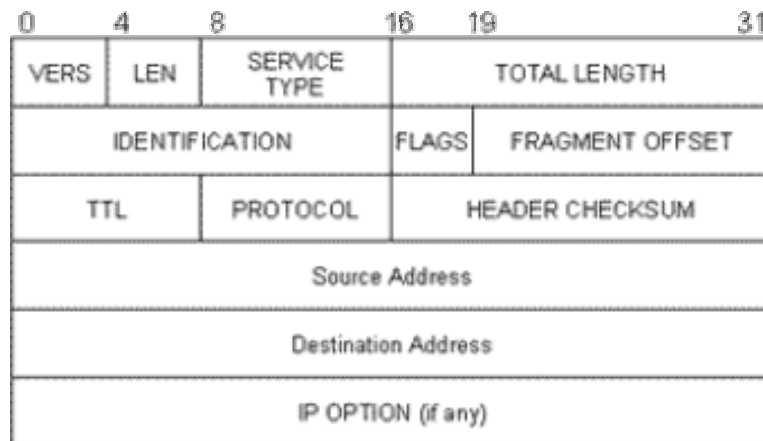 0 4 8 16 19 31
VERS LEN SERVICE TYPE TOTAL LENGTH
IDENTIFICATION FLAGS FRAGMENT OFFSET
TTL PROTOCOL HEADER CHECKSUM
Source Address
Destination Address
IP OPTION (if any)